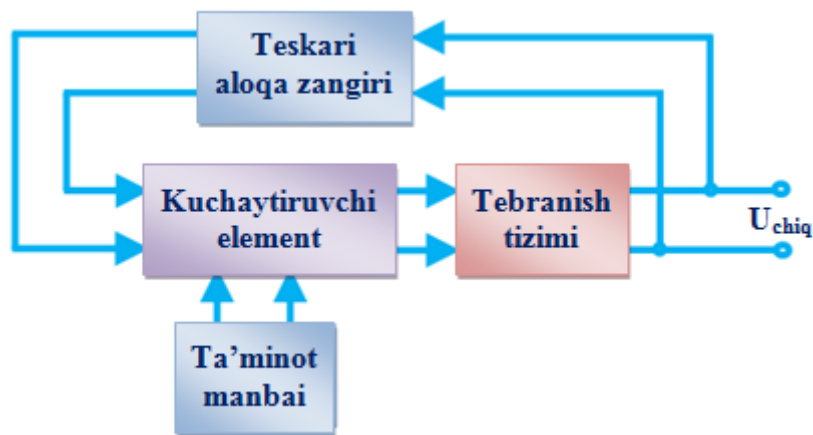 Teskari
aloqa zangiri
Kuchaytiruvchi
element
Tebranish
tizimi
Uchiq
Ta’minot
manbai